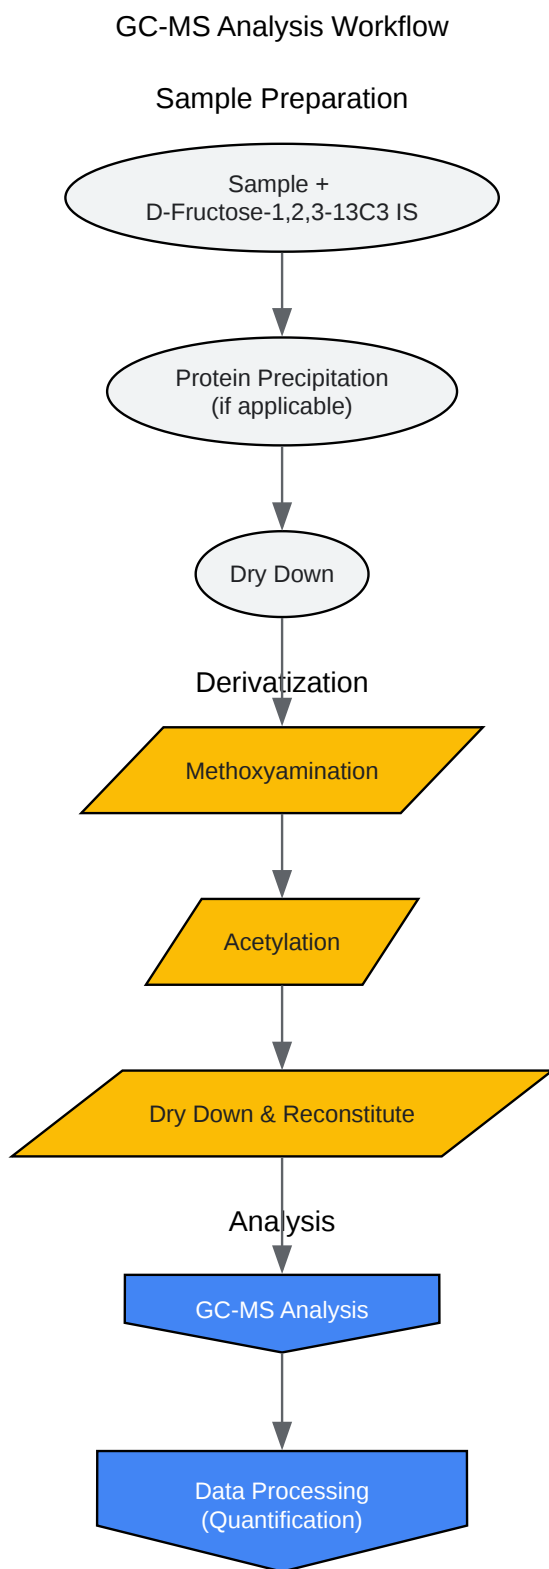 GC-MS Analysis Workflow
Sample Preparation
Sample +
D-Fructose-1,2,3-13C3 IS
Protein Precipitation
(if applicable)
Dry Down
Derivatization
Methoxyamination
Acetylation
Dry Down & Reconstitute
Analysis
GC-MS Analysis
Data Processing
(Quantification)